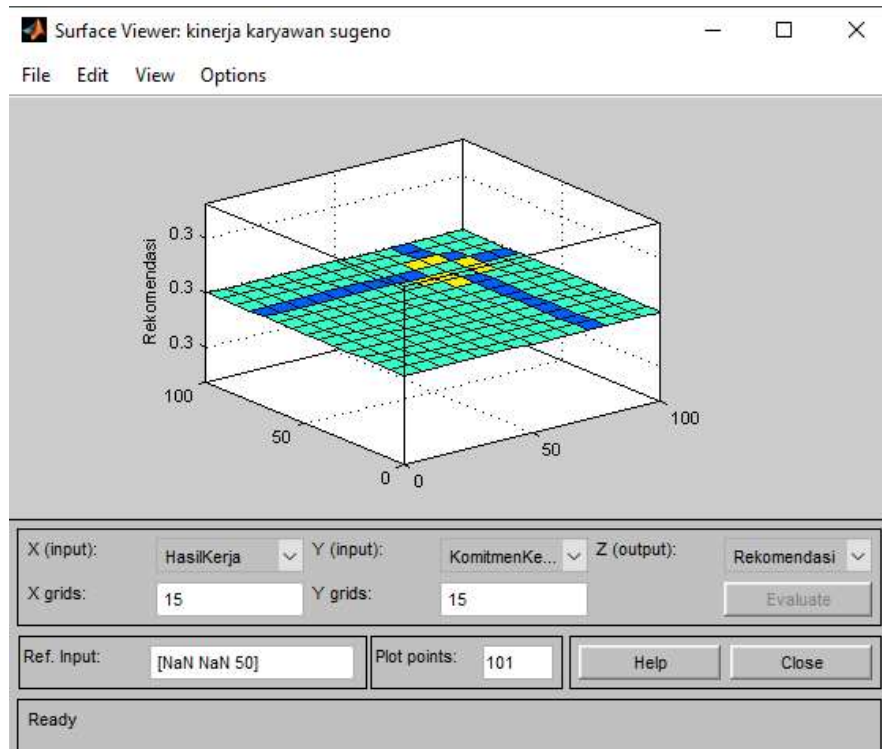 Surface Viewer: kinerja karyawan sugeno
File Edit View Options
Rekomendasi
0.3
0.3
0.3
100
50
0
0
50
100
X (input): HasilKerja Y (input): KomitmenKe... Z (output): Rekomendasi
X grids: 15 Y grids: 15 Evaluate
Ref. Input: [NaN NaN 50] Plot points: 101 Help Close
Ready